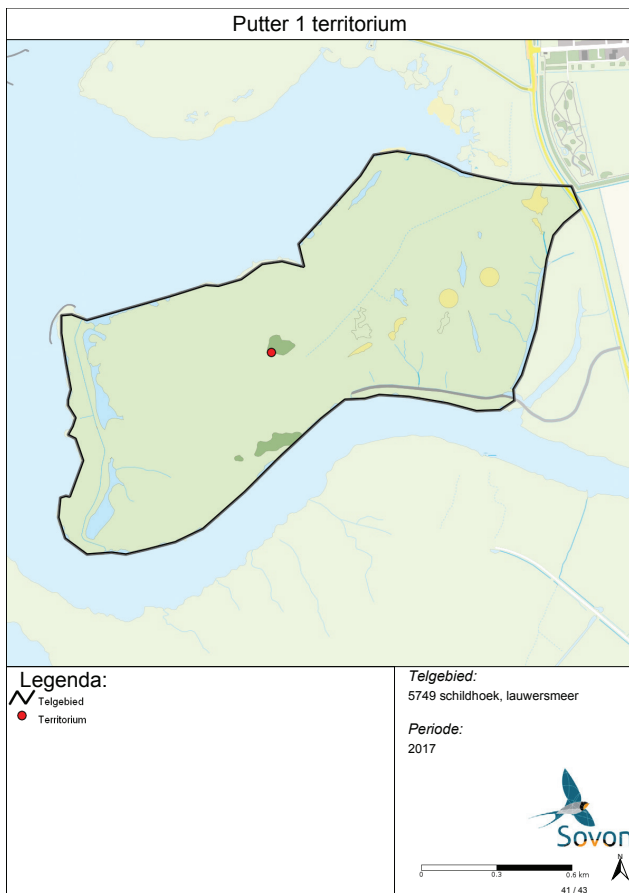 Putter 1 territorium
Legenda:
Telgebied
Territorium
Telgebied:
5749 schildhoek, lauwersmeer
Periode:
2017
Sovon
N
0 0.3 0.6 km
41 / 43